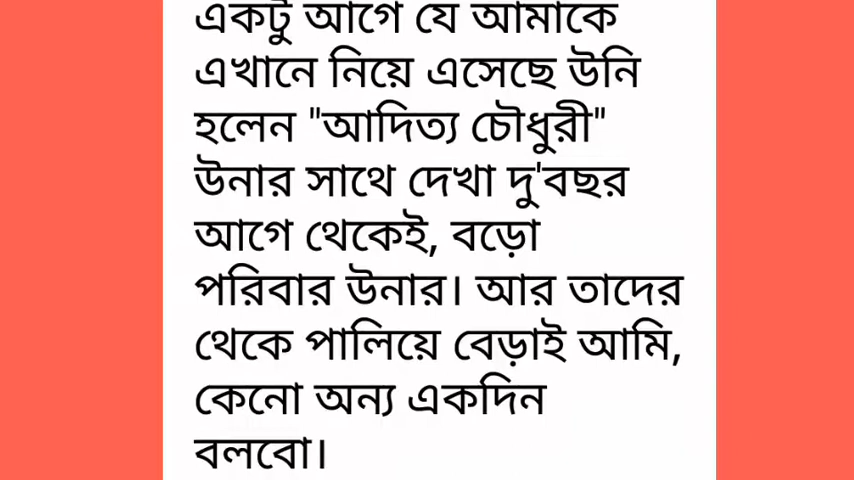 একটু আগে যে আমাকে
এখানে নিয়ে এসেছে উনি
হলেন "আদিত্য চৌধুরী"
উনার সাথে দেখা দু'বছর
আগে থেকেই, বড়ো
পরিবার উনার। আর তাদের
থেকে পালিয়ে বেড়াই আমি,
কেনো অন্য একদিন
বলবো।